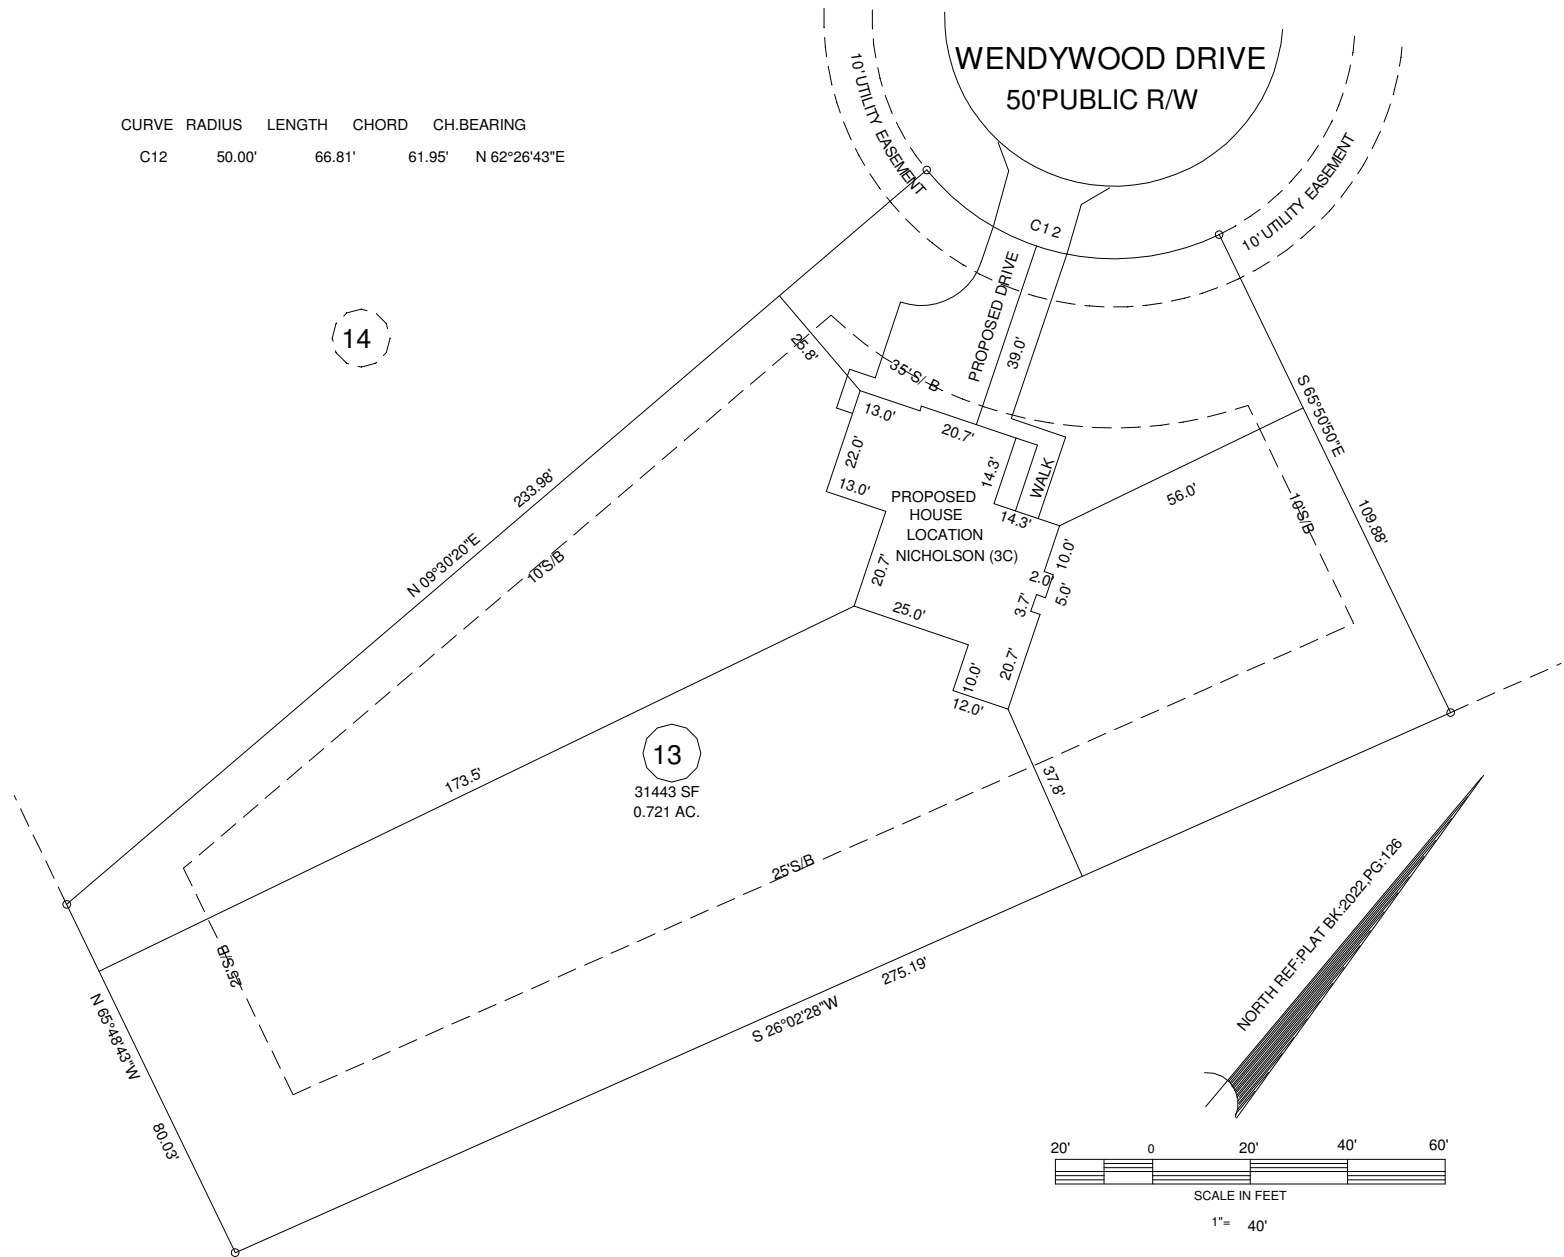 WENDYWOOD DRIVE
50'PUBLIC R/W
10' UTILITY EASEMENT
10' UTILITY EASEMENT
CURVE RADIUS LENGTH CHORD CH.BEARING
C12 50.00' 66.81' 61.95' N 62°26'43"E
C12
14
PROPOSED DRIVE
39.0'
25.8'
35'S/B
13.0'
20.7'
22.0'
14.3'
WALK
13.0'
14.3'
PROPOSED
HOUSE
LOCATION
NICHOLSON (3C)
56.0'
10'S/B
S 65°50'50"E
109.88'
233.98'
N 09°30'20"E
10'S/B
20.7'
10.0'
2.0'
5.0'
3.7'
25.0'
20.7'
10.0'
12.0'
13
31443 SF
0.721 AC.
173.5'
37.8'
25'S/B
25'S/B
275.19'
S 26°02'28"W
N 65°48'43"W
80.03'
NORTH REF:PLAT BK:2022,PG:126
20' 0 20' 40' 60'
SCALE IN FEET
1"= 40'